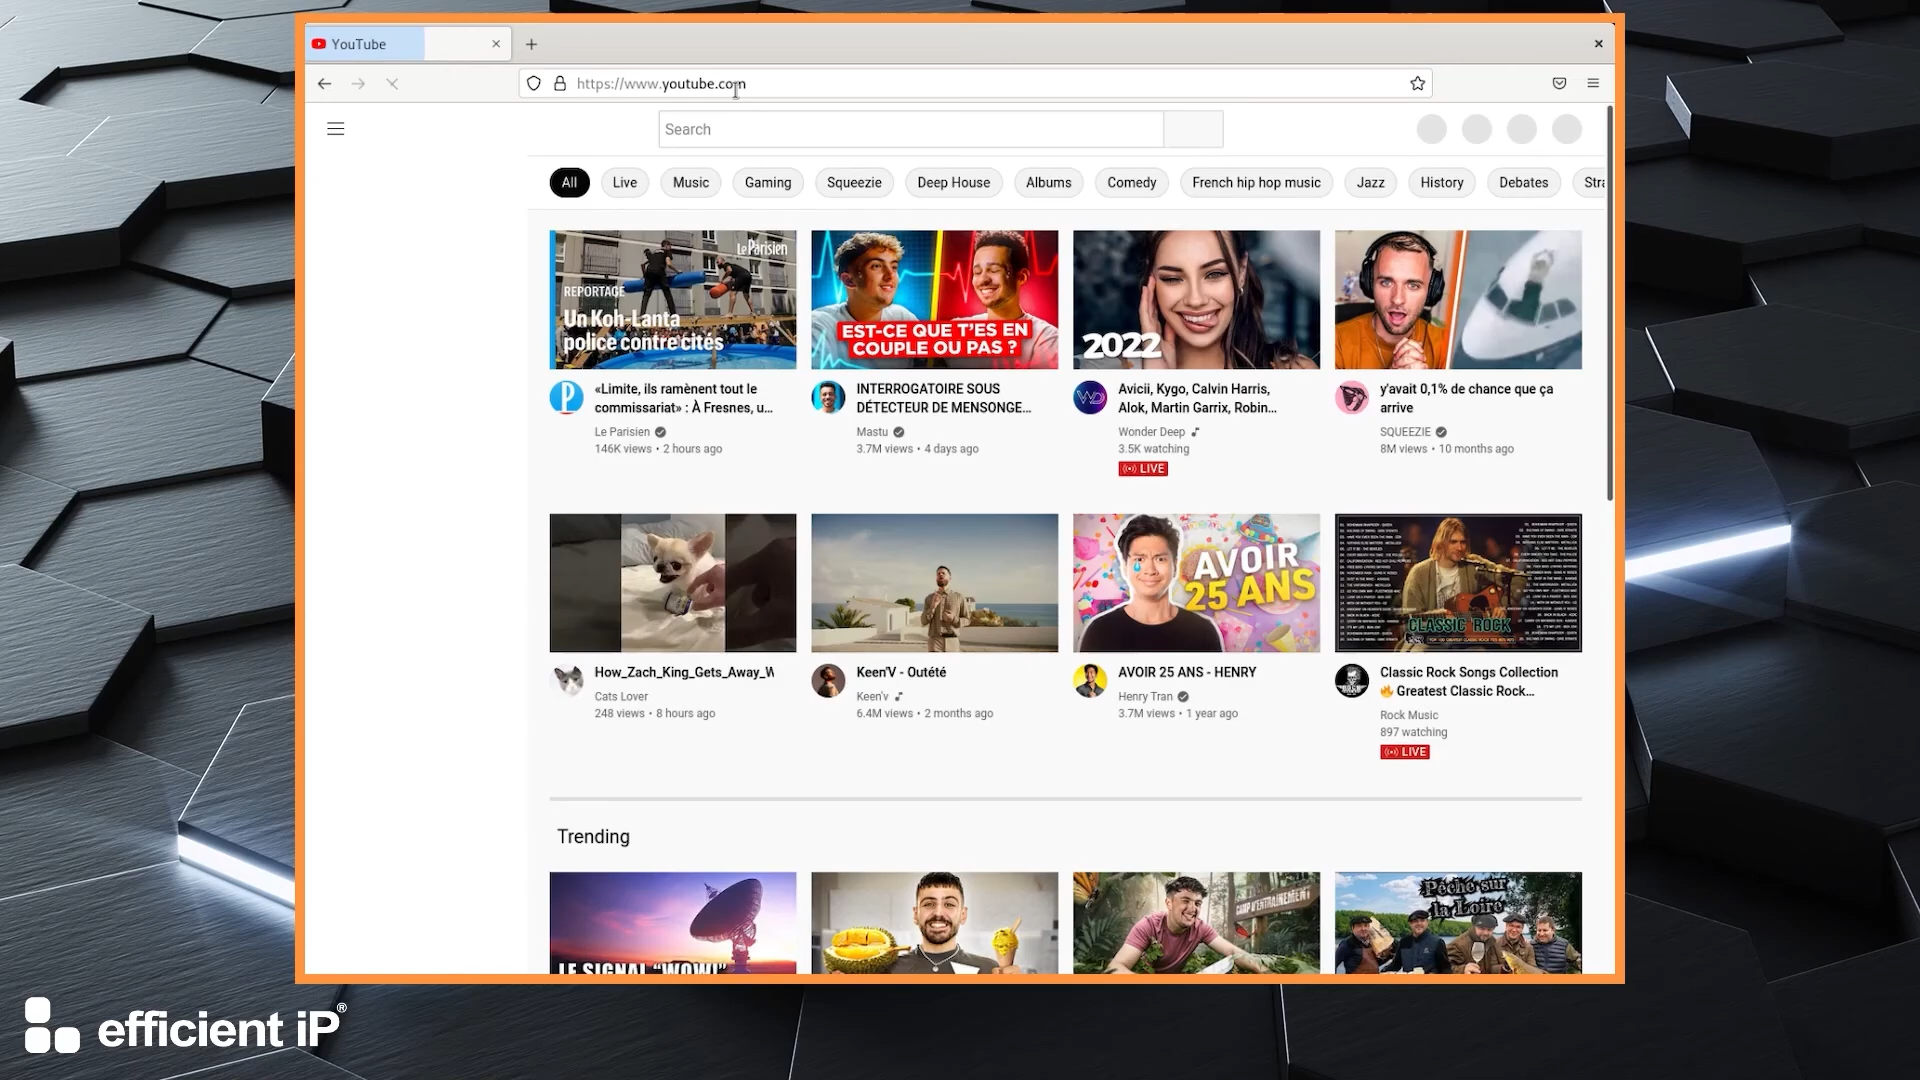 YouTube
https://www.youtube.com
Search
All Live Music Gaming Squeezie Deep House Albums Comedy French hip hop music Jazz History Debates Stra
Le Parisien
REPORTAGE
Un Koh-Lanta
police contre cités
EST-CE QUE T'ES EN
COUPLE OU PAS ?
2022
«Limite, ils ramènent tout le
commissariat» : À Fresnes, u...
Le Parisien
146K views • 2 hours ago
INTERROGATOIRE SOUS
DÉTECTEUR DE MENSONGE...
Mastu
3.7M views • 4 days ago
WD
Avicii, Kygo, Calvin Harris,
Alok, Martin Garrix, Robin...
Wonder Deep
3.5K watching
LIVE
y'avait 0,1% de chance que ça
arrive
SQUEEZIE
8M views • 10 months ago
AVOIR
25 ANS
CLASSIC ROCK
How_Zach_King_Gets_Away_W
Cats Lover
248 views • 8 hours ago
Keen'V - Outété
Keen'v
6.4M views • 2 months ago
AVOIR 25 ANS - HENRY
Henry Tran
3.7M views • 1 year ago
Classic Rock Songs Collection
🔥 Greatest Classic Rock...
Rock Music
897 watching
LIVE
Trending
LE SIGNAL "WOW!"
CAMP D'ENTRAINEMENT
Pêche sur
la Loire
efficient iP®